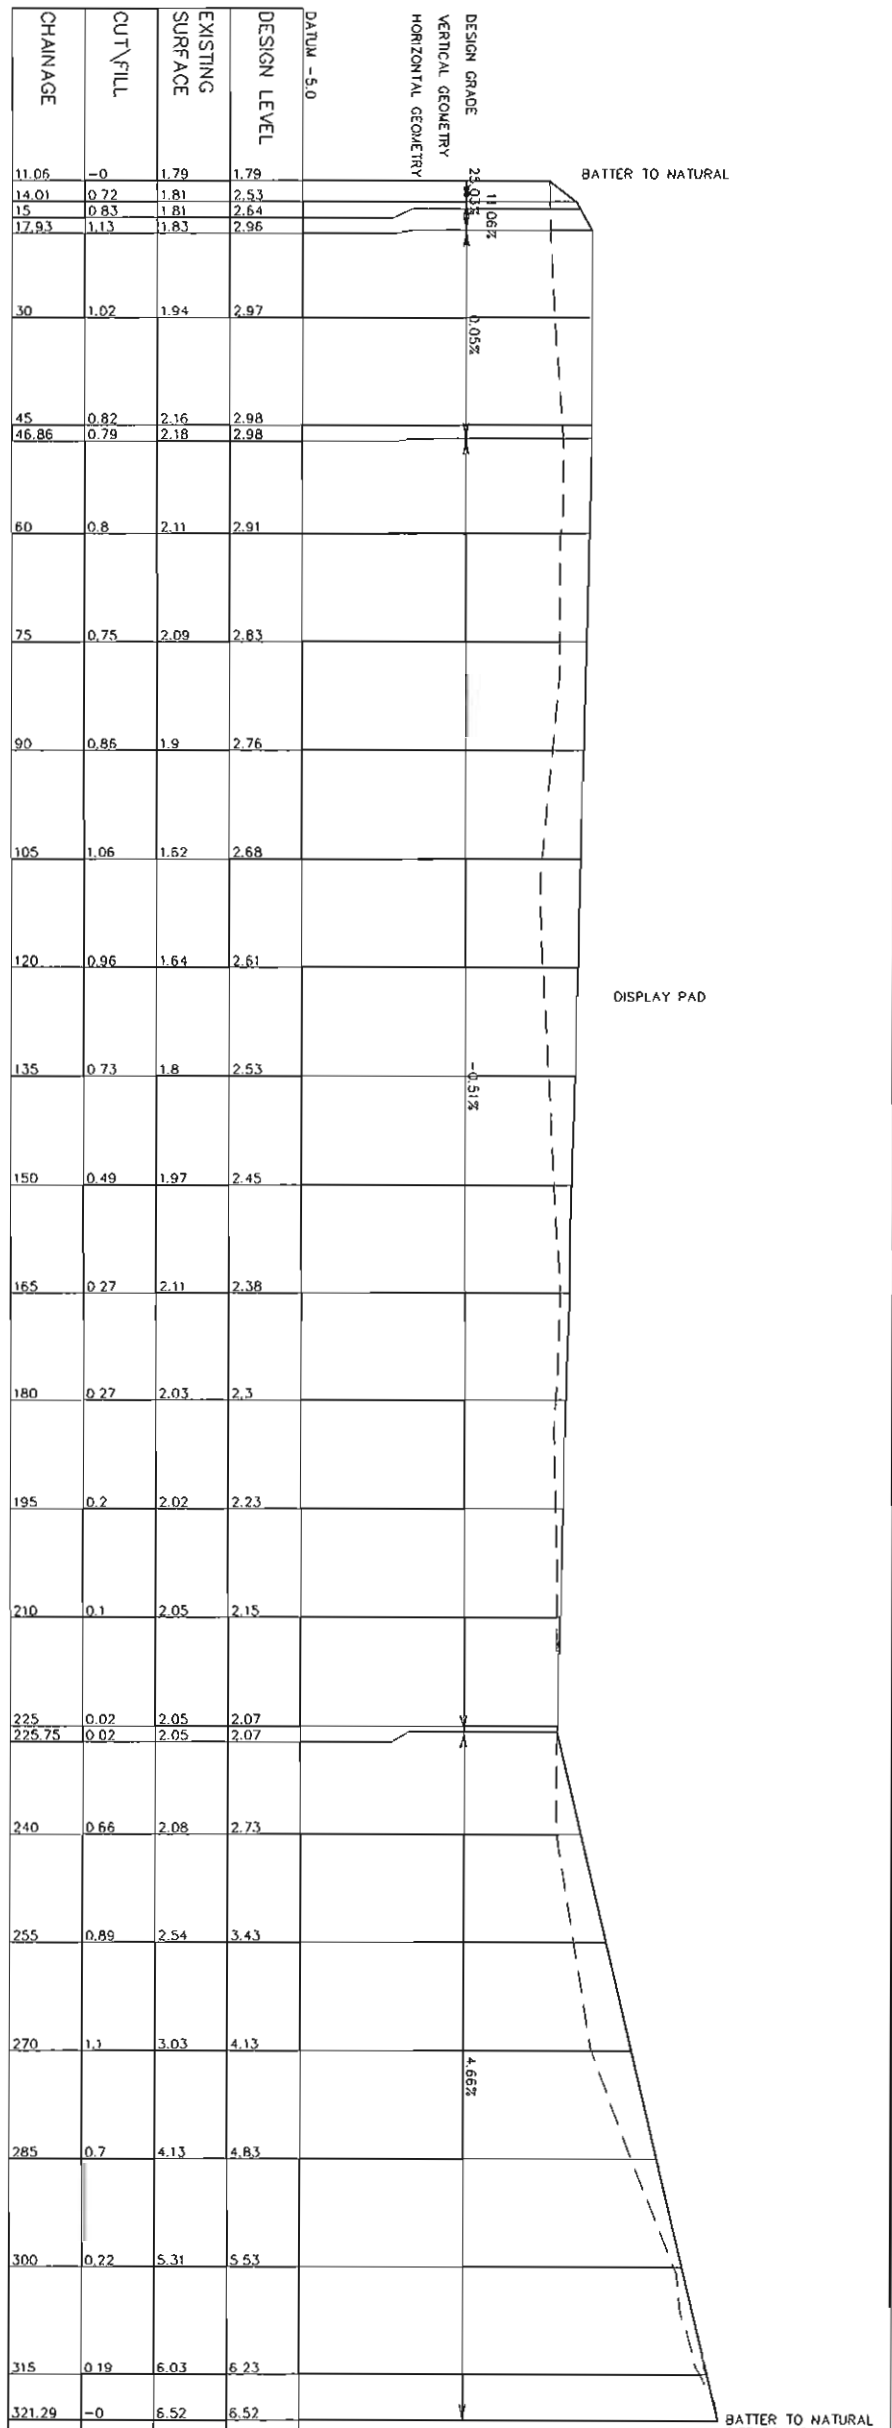 DESIGN GRADE
VERTICAL GEOMETRY
HORIZONTAL GEOMETRY
DATUM -5.0
DESIGN LEVEL
EXISTING
SURFACE
CUT\FILL
CHAINAGE
BATTER TO NATURAL
DISPLAY PAD
BATTER TO NATURAL
25.03%
11.06%
0.05%
-0.51%
4.66%
11.06 -0 1.79 1.79
14.01 0.72 1.81 2.53
15 0.83 1.81 2.64
17.93 1.13 1.83 2.96
30 1.02 1.94 2.97
45 0.82 2.16 2.98
46.86 0.79 2.18 2.98
60 0.8 2.11 2.91
75 0.75 2.09 2.83
90 0.86 1.9 2.76
105 1.06 1.62 2.68
120 0.96 1.64 2.61
135 0.73 1.8 2.53
150 0.49 1.97 2.45
165 0.27 2.11 2.38
180 0.27 2.03 2.3
195 0.2 2.02 2.23
210 0.1 2.05 2.15
225 0.02 2.05 2.07
225.75 0.02 2.05 2.07
240 0.66 2.08 2.73
255 0.89 2.54 3.43
270 1.1 3.03 4.13
285 0.7 4.13 4.83
300 0.22 5.31 5.53
315 0.19 6.03 6.23
321.29 -0 6.52 6.52